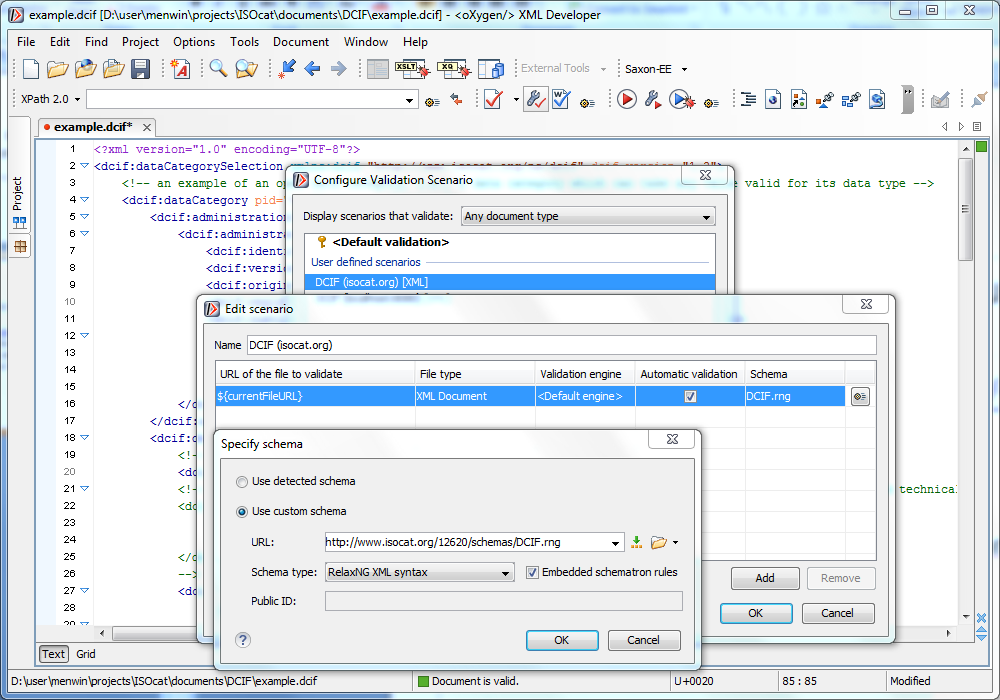 example.dcif [D:\user\menwin\projects\ISOcat\documents\DCIF\example.dcif] - <oXygen/> XML Developer
File Edit Find Project Options Tools Document Window Help
XSLT XQ External Tools Saxon-EE
XPath 2.0
example.dcif*
Project
1 <?xml version="1.0" encoding="UTF-8"?>
2 <dcif:dataCategorySelection
3 <!-- an example of an valid for its data type -->
4 <dcif:dataCategory pid=
5 <dcif:administration
6 <dcif:administra
7 <dcif:identi
8 <dcif:versio
9 <dcif:origin
10
11
12
13
14
15
16 </d
17 </dcif:
18 <dcif:d
19 <!-
20 <do
21 <!- technical
22 <do
23
24
25 </d
26 -->
27 <do
28
29
Configure Validation Scenario
Display scenarios that validate: Any document type
<Default validation>
User defined scenarios
DCIF (isocat.org) [XML]
Edit scenario
Name DCIF (isocat.org)
URL of the file to validate File type Validation engine Automatic validation Schema
${currentFileURL} XML Document <Default engine> DCIF.rng
Add Remove
OK Cancel
Specify schema
Use detected schema
Use custom schema
URL: http://www.isocat.org/12620/schemas/DCIF.rng
Schema type: RelaxNG XML syntax Embedded schematron rules
Public ID:
? OK Cancel
Text Grid
D:\user\menwin\projects\ISOcat\documents\DCIF\example.dcif Document is valid. U+0020 85 : 85 Modified